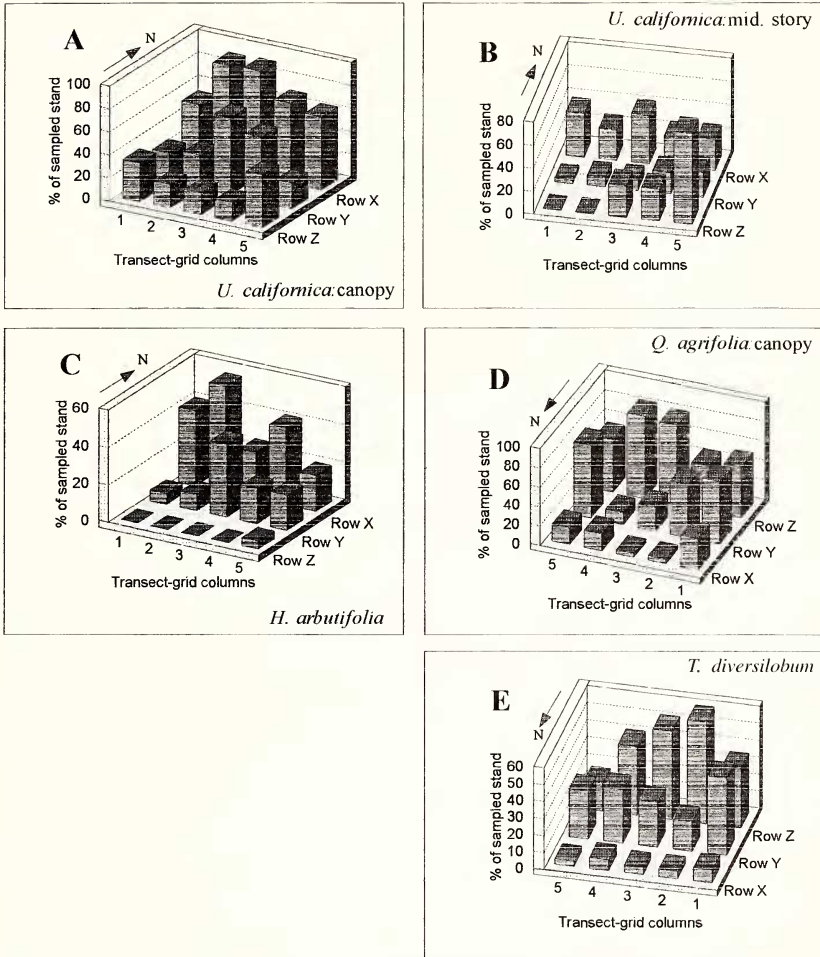 A
N
% of sampled stand
100
80
60
40
20
0
1 2 3 4 5
Row X
Row Y
Row Z
Transect-grid columns
U. californica: canopy
U. californica: mid. story
B
N
% of sampled stand
80
60
40
20
0
1 2 3 4 5
Row X
Row Y
Row Z
Transect-grid columns
C
N
% of sampled stand
60
40
20
0
1 2 3 4 5
Row X
Row Y
Row Z
Transect-grid columns
H. arbutifolia
Q. agrifolia: canopy
D
N
% of sampled stand
100
80
60
40
20
0
5 4 3 2 1
Row Z
Row Y
Row X
Transect-grid columns
T. diversilobum
E
N
% of sampled stand
60
50
40
30
20
10
0
5 4 3 2 1
Row Z
Row Y
Row X
Transect-grid columns